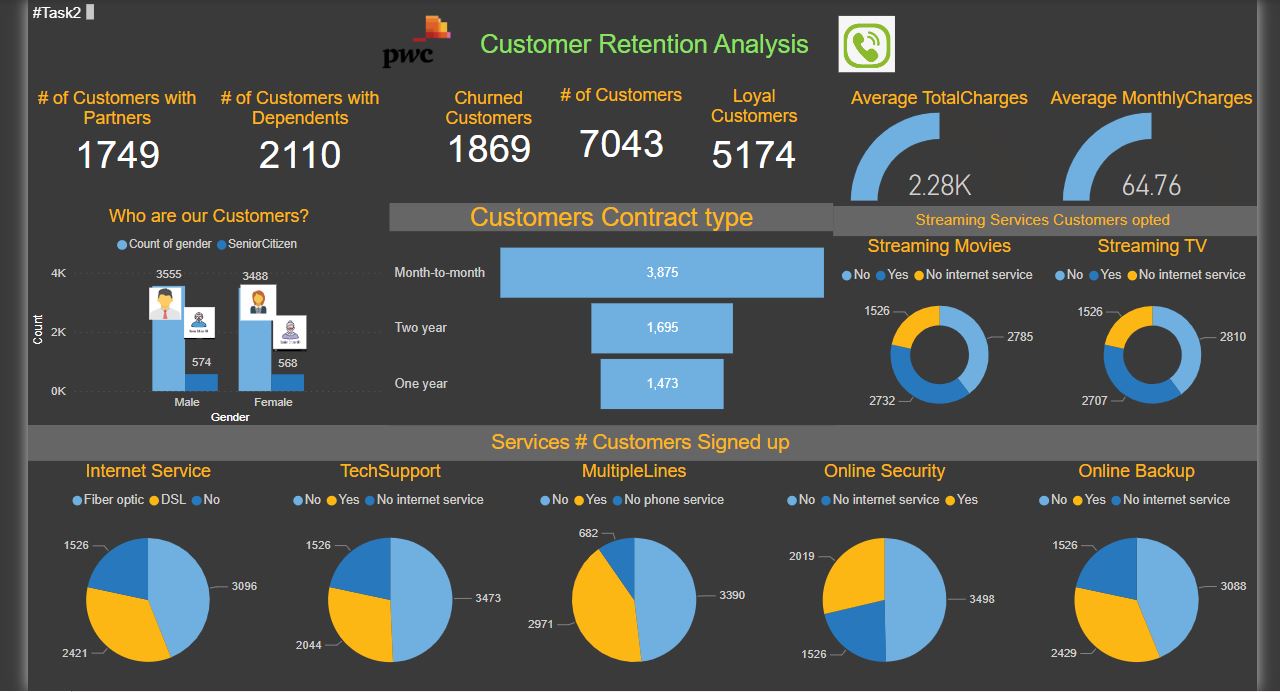 #Task2
pwc
Customer Retention Analysis
# of Customers with
Partners
1749
# of Customers with
Dependents
2110
Churned
Customers
1869
# of Customers
7043
Loyal
Customers
5174
Average TotalCharges
2.28K
Average MonthlyCharges
64.76
Who are our Customers?
Count of gender SeniorCitizen
4K
2K
0K
Count
3555
574
3488
568
Male
Female
Gender
Customers Contract type
Month-to-month 3,875
Two year 1,695
One year 1,473
Streaming Services Customers opted
Streaming Movies
No Yes No internet service
1526
2785
2732
Streaming TV
No Yes No internet service
1526
2810
2707
Services # Customers Signed up
Internet Service
Fiber optic DSL No
1526
3096
2421
TechSupport
No Yes No internet service
1526
3473
2044
MultipleLines
No Yes No phone service
682
3390
2971
Online Security
No No internet service Yes
2019
3498
1526
Online Backup
No Yes No internet service
1526
3088
2429